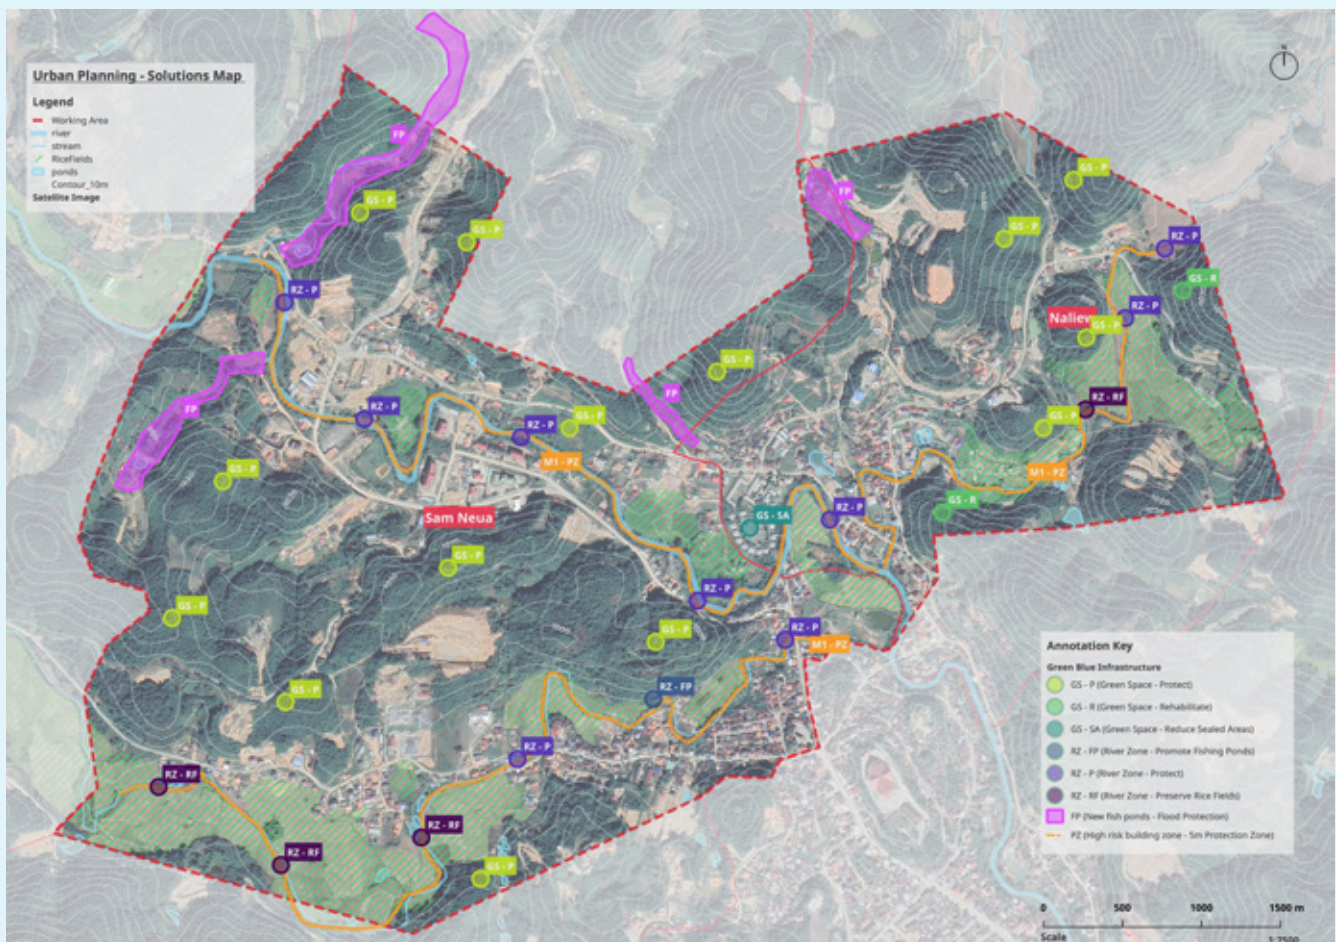 Urban Planning - Solutions Map
Legend
Working Area
river
stream
RiceFields
ponds
Contour_10m
Satellite Image
N
FP
GS - P
GS - P
FP
GS - P
GS - P
RZ - P
GS - R
RZ - P
RZ - P
Naliew
GS - P
GS - P
FP
FP
RZ - RF
RZ - P
GS - P
GS - P
RZ - P
M1 - PZ
GS - P
M1 - PZ
GS - R
Sam Neua
GS - SA
RZ - P
GS - P
RZ - P
GS - P
GS - P
RZ - P
M1 - PZ
GS - P
RZ - FP
RZ - P
RZ - RF
RZ - RF
RZ - RF
GS - P
Annotation Key
Green Blue Infrastructure
GS - P (Green Space - Protect)
GS - R (Green Space - Rehabilitate)
GS - SA (Green Space - Reduce Sealed Areas)
RZ - FP (River Zone - Promote Fishing Ponds)
RZ - P (River Zone - Protect)
RZ - RF (River Zone - Preserve Rice Fields)
FP (New fish ponds - Flood Protection)
PZ (High risk building zone - 5m Protection Zone)
0 500 1000 1500 m
Scale 1:7500